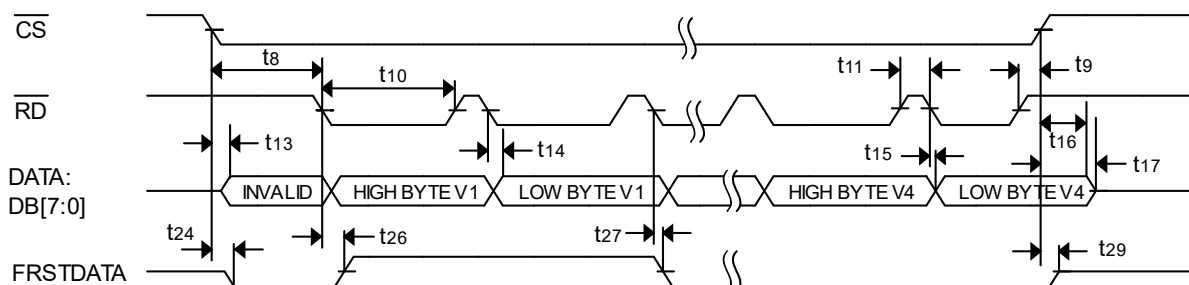 CS
t8 t10 t11 t9
RD
t13 t14 t15 t16 t17
DATA:
DB[7:0]
INVALID HIGH BYTE V1 LOW BYTE V1 HIGH BYTE V4 LOW BYTE V4
t24 t26 t27 t29
FRSTDATA